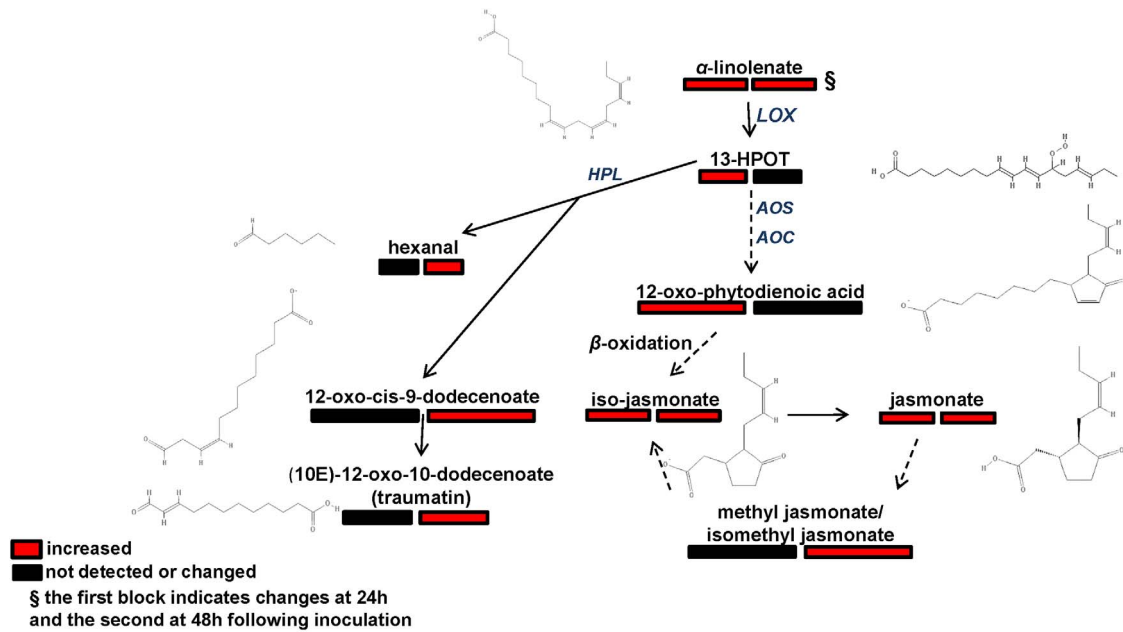 α-linolenate
§
LOX
13-HPOT
HPL
AOS
AOC
hexanal
12-oxo-phytodienoic acid
β-oxidation
12-oxo-cis-9-dodecenoate
iso-jasmonate
jasmonate
(10E)-12-oxo-10-dodecenoate
(traumatin)
methyl jasmonate/
isomethyl jasmonate
increased
not detected or changed
§ the first block indicates changes at 24h
and the second at 48h following inoculation